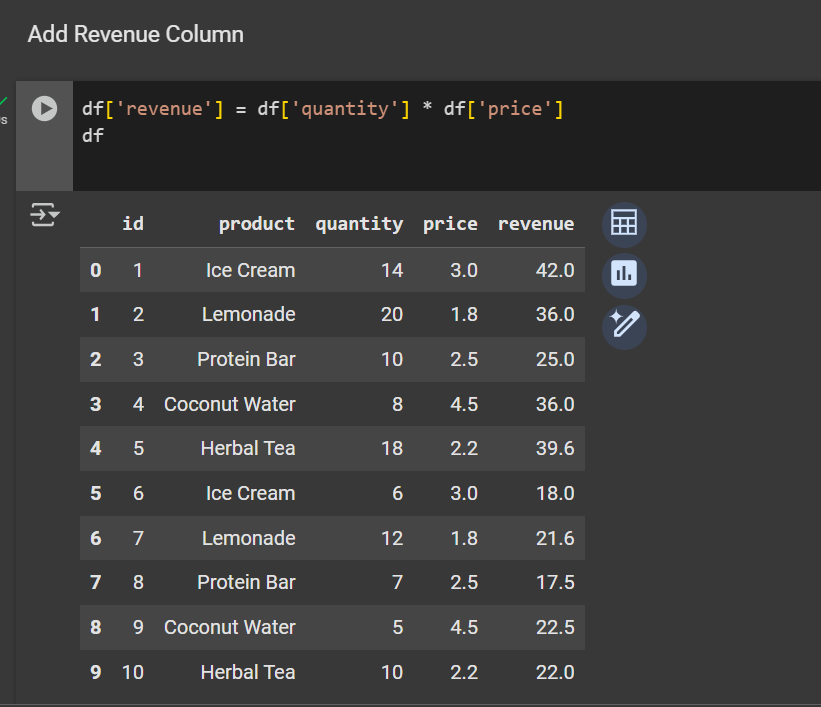 Add Revenue Column
df['revenue'] = df['quantity'] * df['price']
df
s
id product quantity price revenue
0 1 Ice Cream 14 3.0 42.0
1 2 Lemonade 20 1.8 36.0
2 3 Protein Bar 10 2.5 25.0
3 4 Coconut Water 8 4.5 36.0
4 5 Herbal Tea 18 2.2 39.6
5 6 Ice Cream 6 3.0 18.0
6 7 Lemonade 12 1.8 21.6
7 8 Protein Bar 7 2.5 17.5
8 9 Coconut Water 5 4.5 22.5
9 10 Herbal Tea 10 2.2 22.0